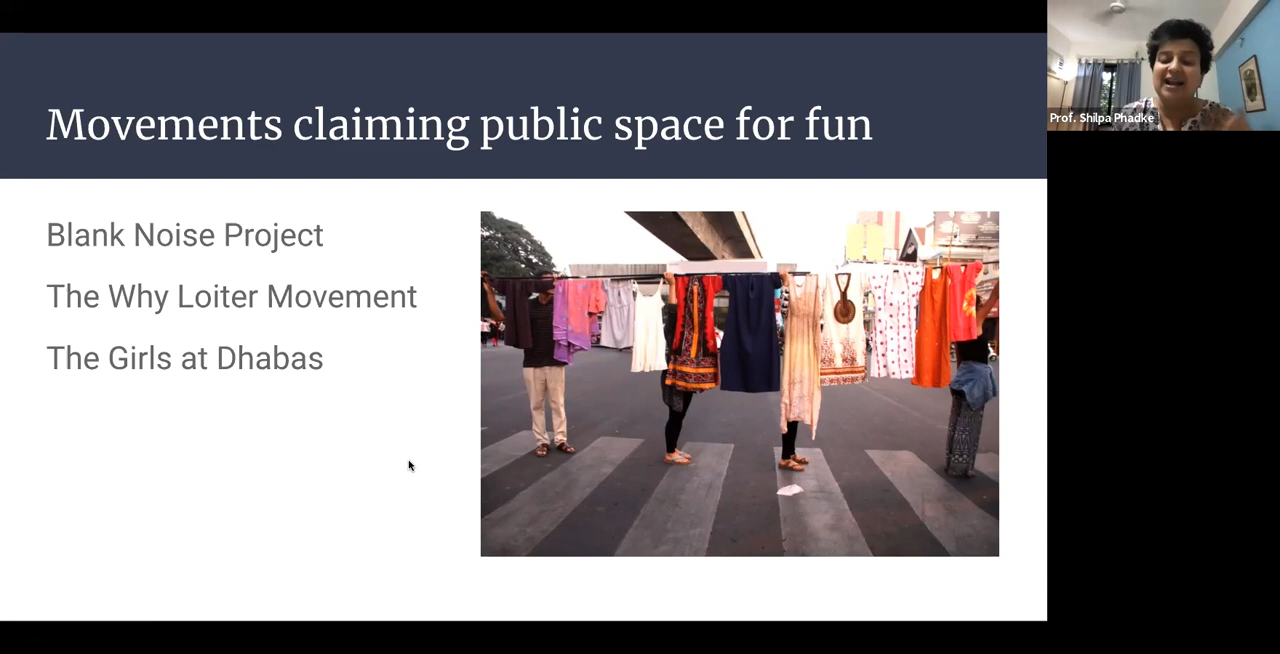 Movements claiming public space for fun
Prof. Shilpa Phadke
Blank Noise Project
The Why Loiter Movement
The Girls at Dhabas